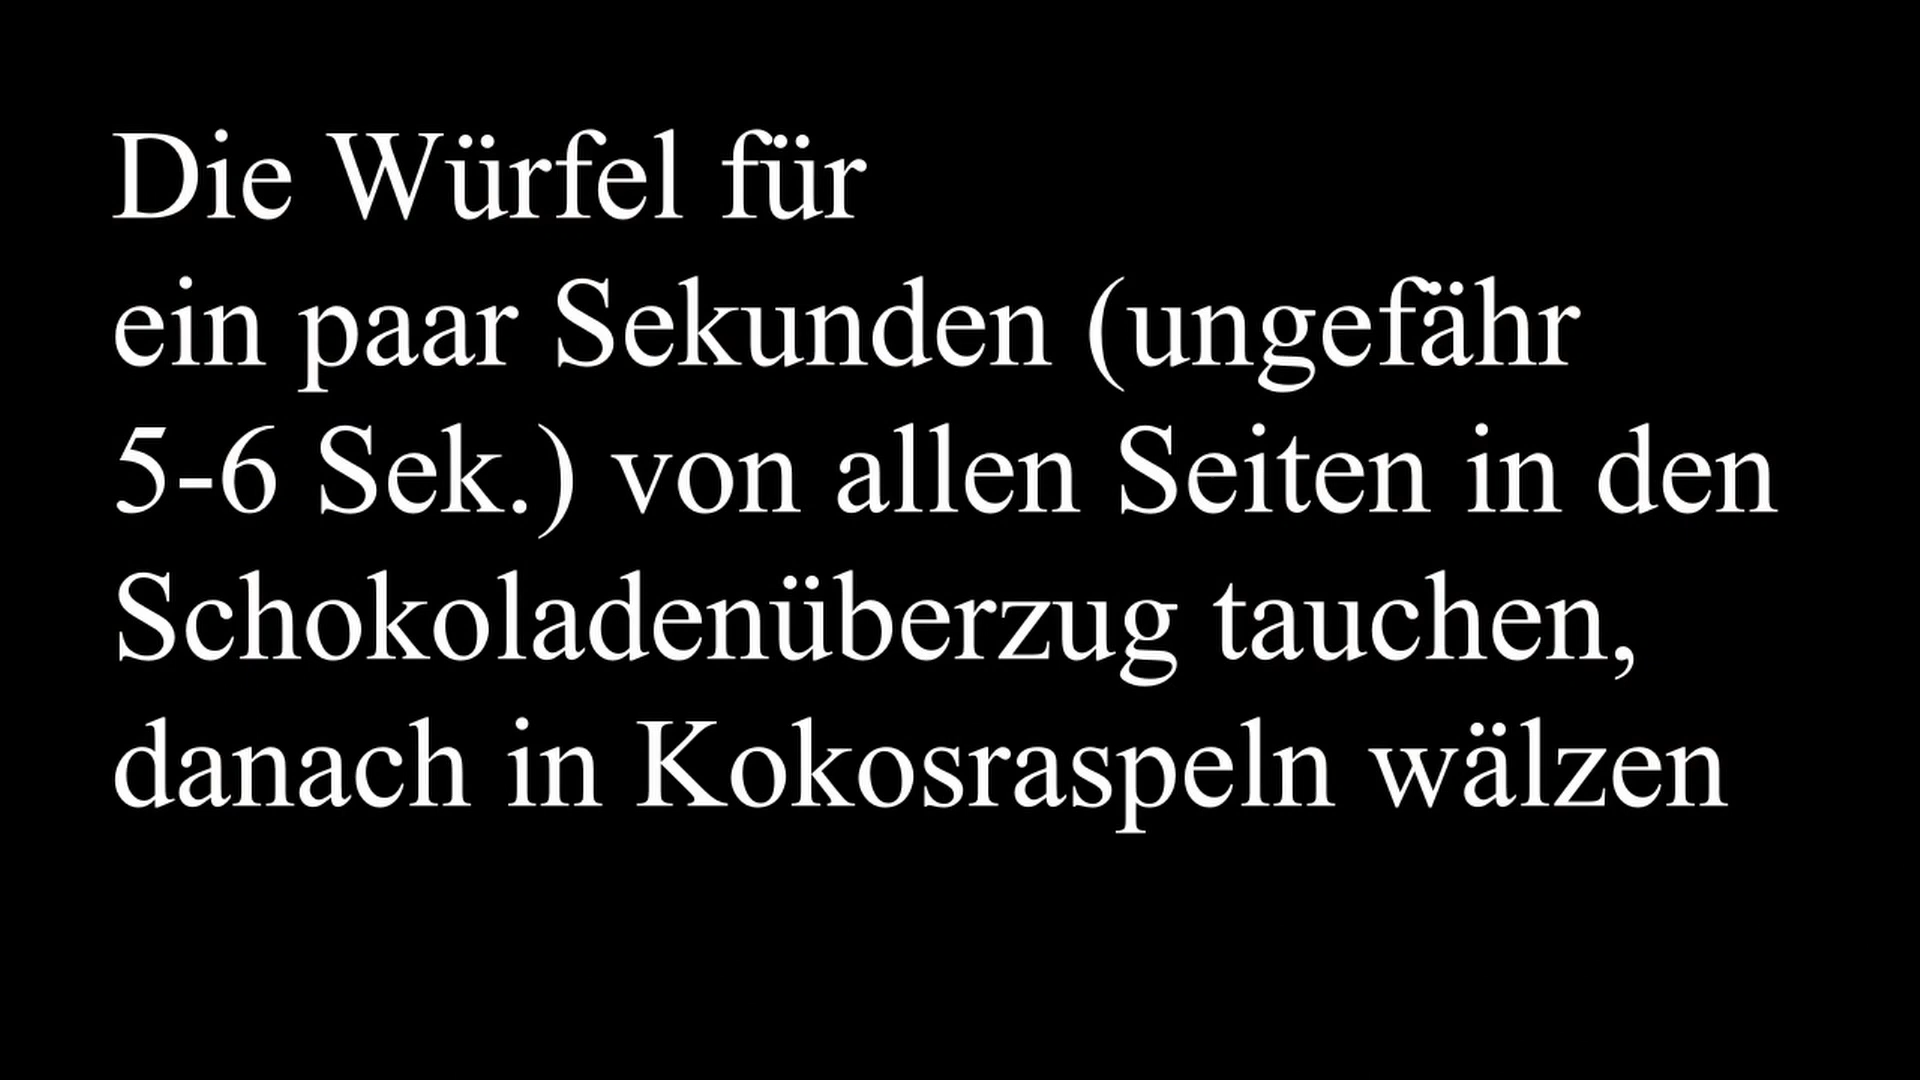 Die Würfel für
ein paar Sekunden (ungefähr
5-6 Sek.) von allen Seiten in den
Schokoladenüberzug tauchen,
danach in Kokosraspeln wälzen